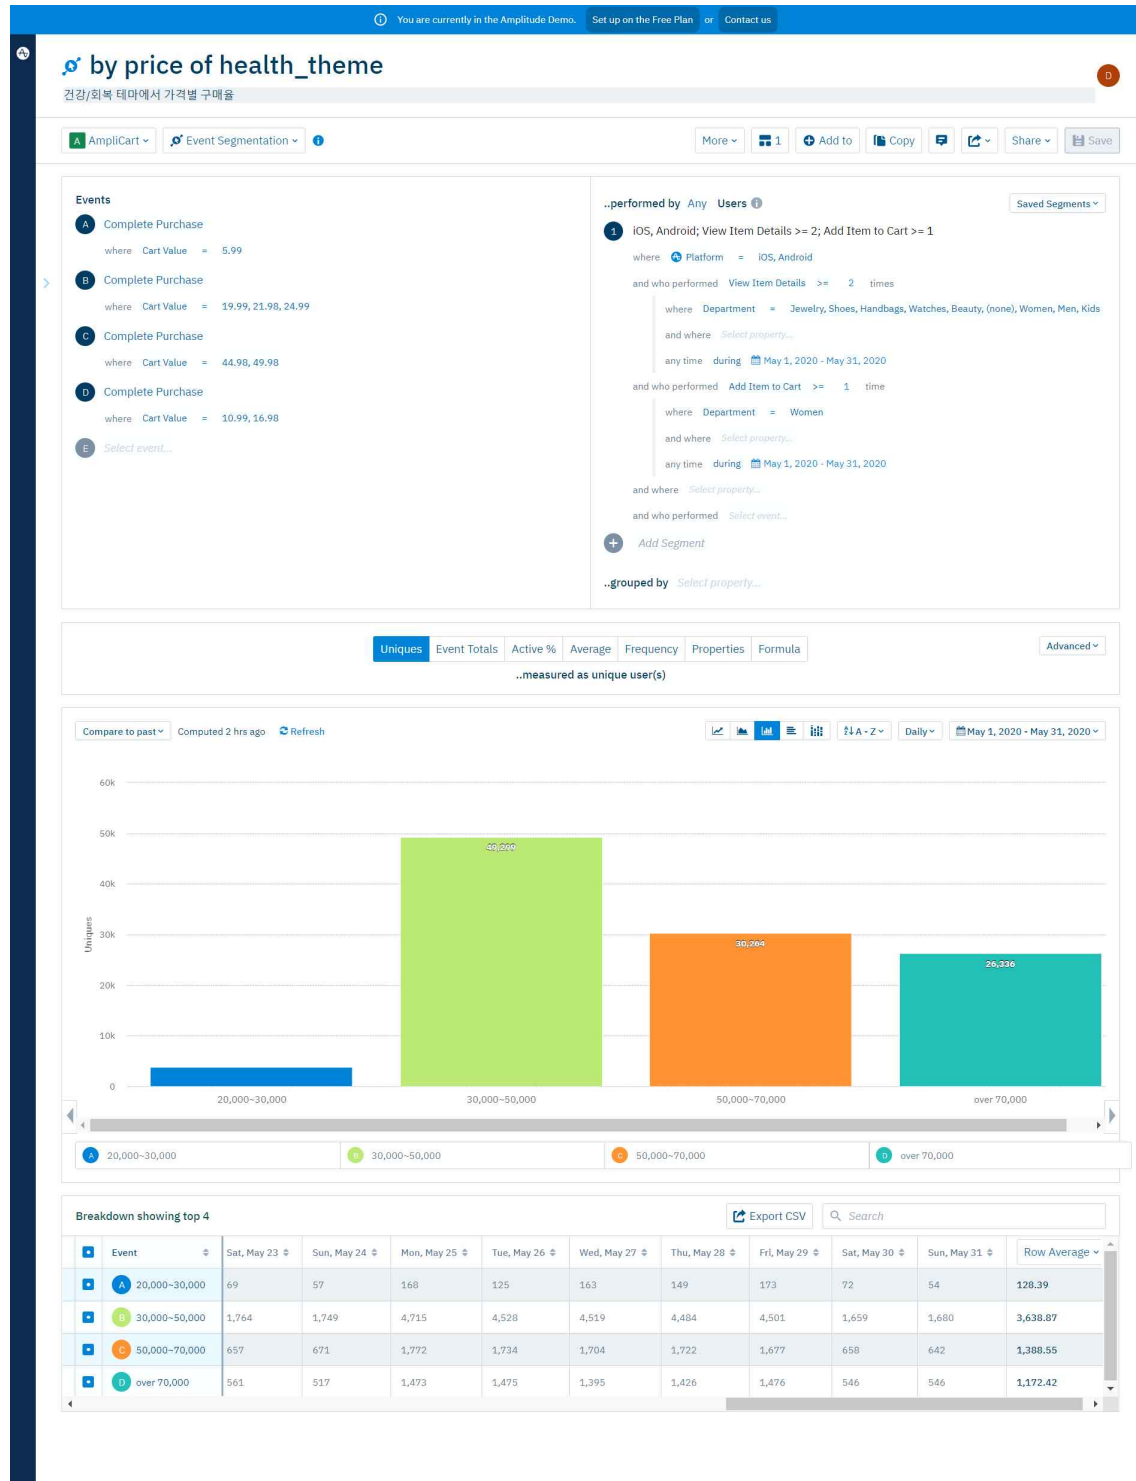 You are currently in the Amplitude Demo. Set up on the Free Plan or Contact us
by price of health_theme
D
건강/회복 테마에서 가격별 구매율
A AmpliCart Event Segmentation More 1 Add to Copy Share Save
Events
A Complete Purchase
where Cart Value = 5.99
B Complete Purchase
where Cart Value = 19.99, 21.98, 24.99
C Complete Purchase
where Cart Value = 44.98, 49.98
D Complete Purchase
where Cart Value = 10.99, 16.98
E Select event...
..performed by Any Users Saved Segments
1 iOS, Android; View Item Details >= 2; Add Item to Cart >= 1
where Platform = iOS, Android
and who performed View Item Details >= 2 times
where Department = Jewelry, Shoes, Handbags, Watches, Beauty, (none), Women, Men, Kids
and where Select property...
any time during May 1, 2020 - May 31, 2020
and who performed Add Item to Cart >= 1 time
where Department = Women
and where Select property...
any time during May 1, 2020 - May 31, 2020
and where Select property...
and who performed Select event...
+ Add Segment
..grouped by Select property...
Uniques Event Totals Active % Average Frequency Properties Formula Advanced
..measured as unique user(s)
Compare to past Computed 2 hrs ago Refresh A - Z Daily May 1, 2020 - May 31, 2020
60k
50k
49,299
40k
Uniques
30k
30,264
26,336
20k
10k
0
20,000~30,000 30,000~50,000 50,000~70,000 over 70,000
A 20,000~30,000 B 30,000~50,000 C 50,000~70,000 D over 70,000
Breakdown showing top 4 Export CSV Search
Event Sat, May 23 Sun, May 24 Mon, May 25 Tue, May 26 Wed, May 27 Thu, May 28 Fri, May 29 Sat, May 30 Sun, May 31 Row Average
A 20,000~30,000 69 57 168 125 163 149 173 72 54 128.39
B 30,000~50,000 1,764 1,749 4,715 4,528 4,519 4,484 4,501 1,659 1,680 3,638.87
C 50,000~70,000 657 671 1,772 1,734 1,704 1,722 1,677 658 642 1,388.55
D over 70,000 561 517 1,473 1,475 1,395 1,426 1,476 546 546 1,172.42